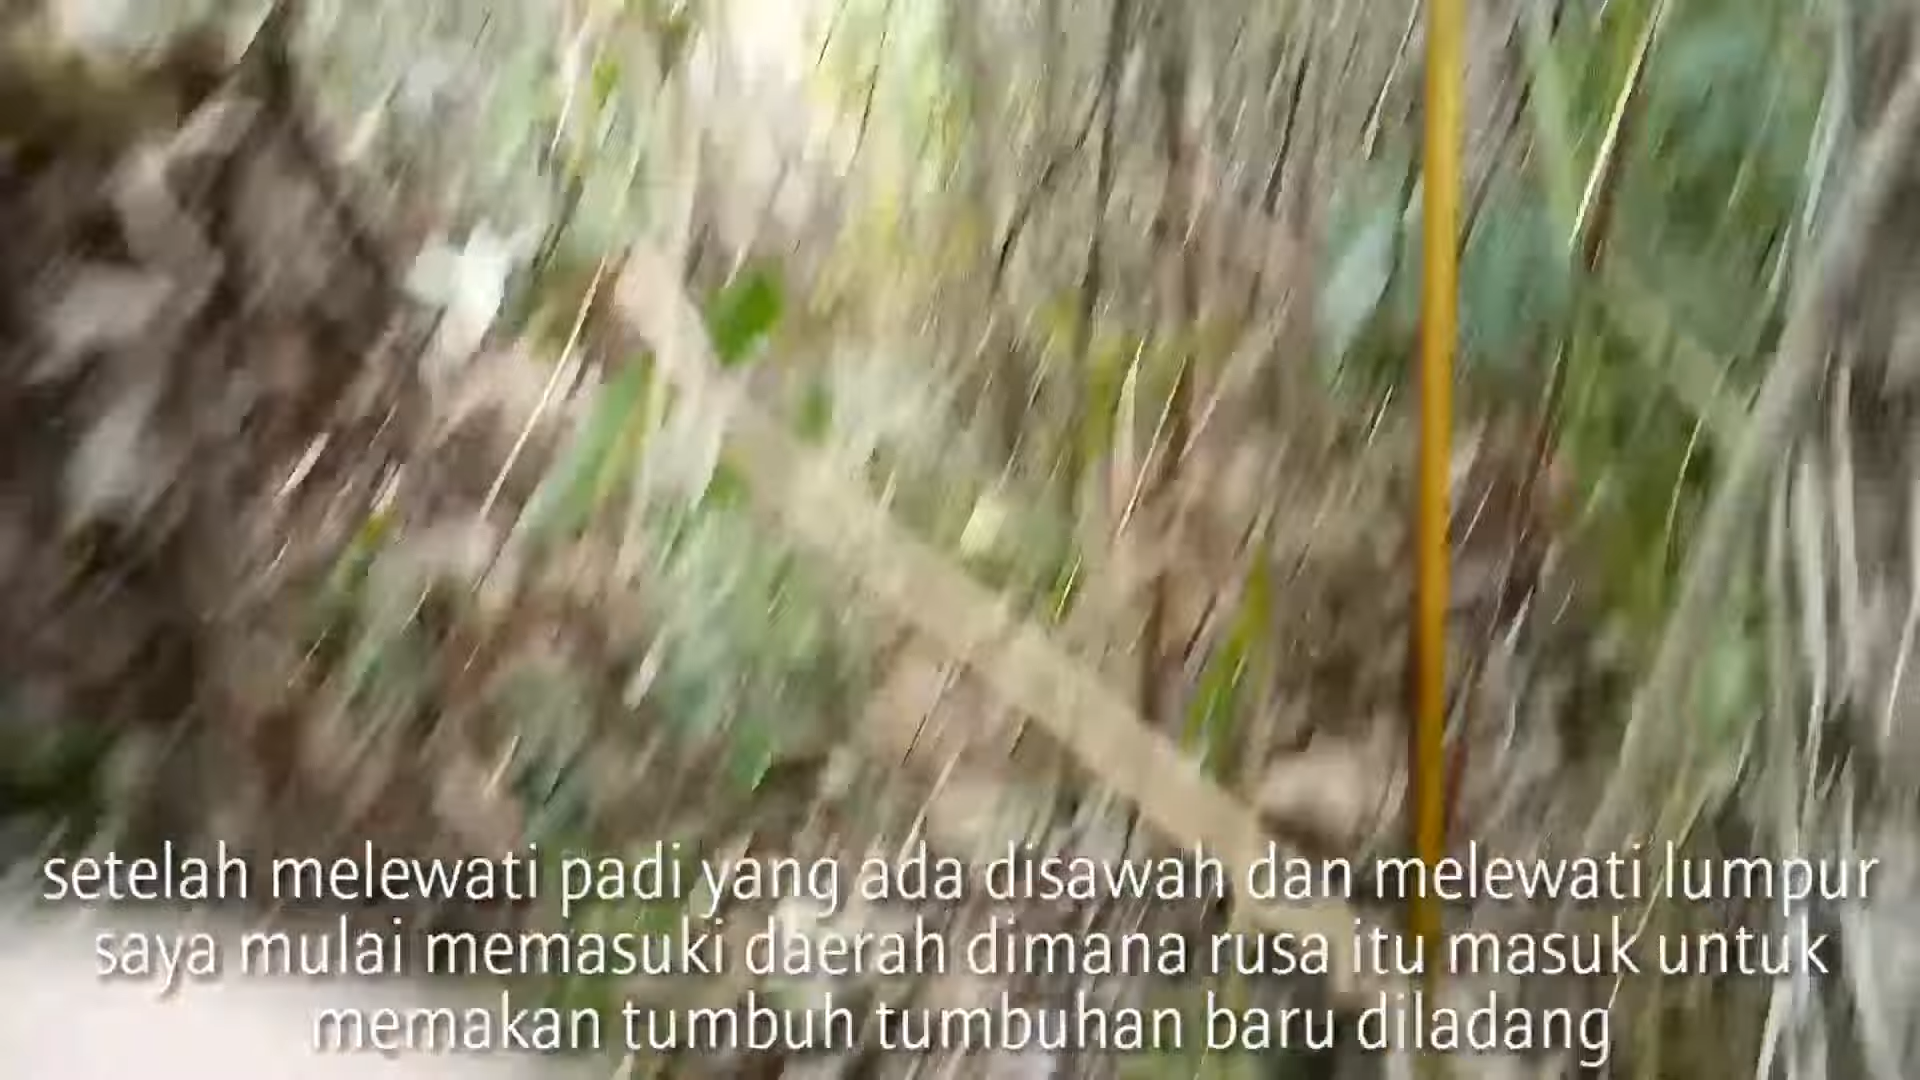 setelah melewati padi yang ada disawah dan melewati lumpur
saya mulai memasuki daerah dimana rusa itu masuk untuk
memakan tumbuh tumbuhan baru diladang